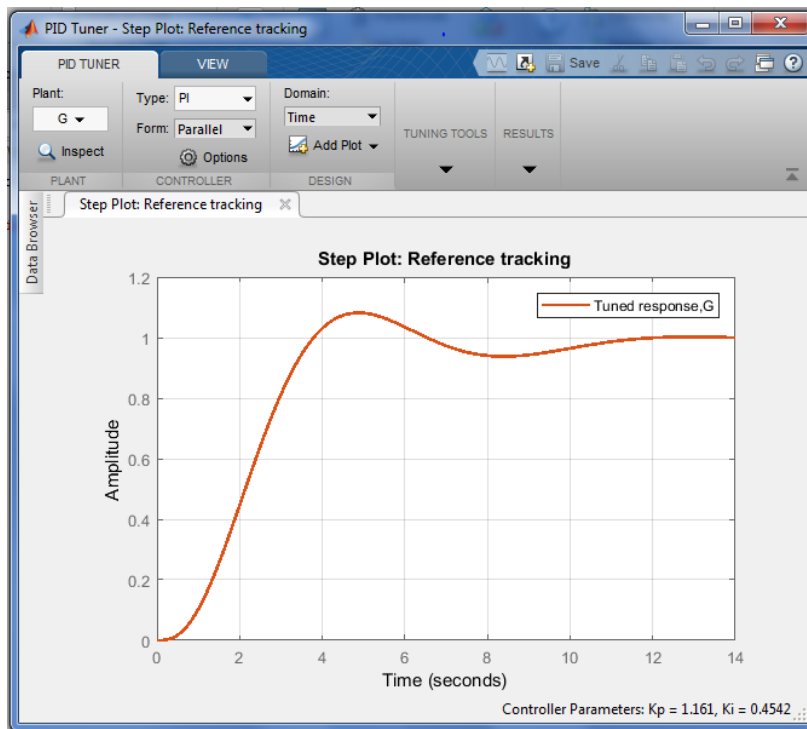 PID Tuner - Step Plot: Reference tracking
PID TUNER VIEW Save
Plant: Type: PI Domain:
G Form: Parallel Time
TUNING TOOLS RESULTS
Inspect Options Add Plot
PLANT CONTROLLER DESIGN
Step Plot: Reference tracking
Data Browser
Step Plot: Reference tracking
Tuned response,G
1.2
1
0.8
0.6
0.4
0.2
0
Amplitude
0 2 4 6 8 10 12 14
Time (seconds)
Controller Parameters: Kp = 1.161, Ki = 0.4542